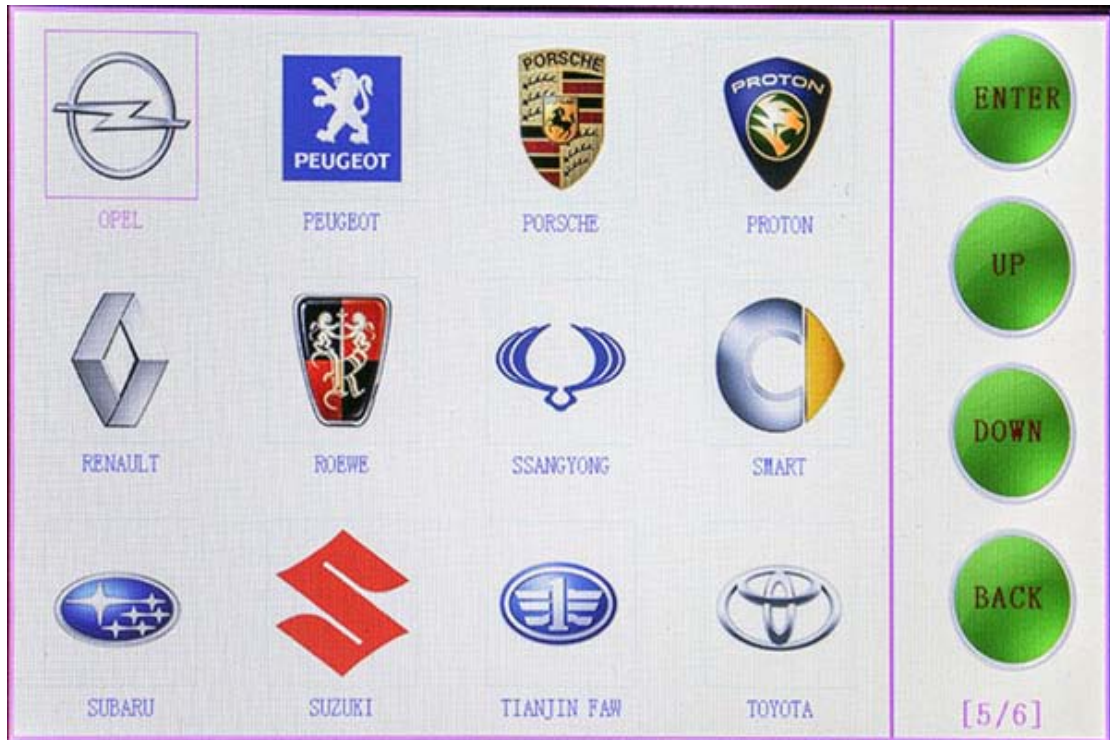 PEUGEOT
PORSCHE
PROTON
OPEL
PEUGEOT
PORSCHE
PROTON
R
RENAULT
ROEWE
SSANGYONG
SMART
1
SUBARU
SUZUKI
TIANJIN FAW
TOYOTA
ENTER
UP
DOWN
BACK
[5/6]